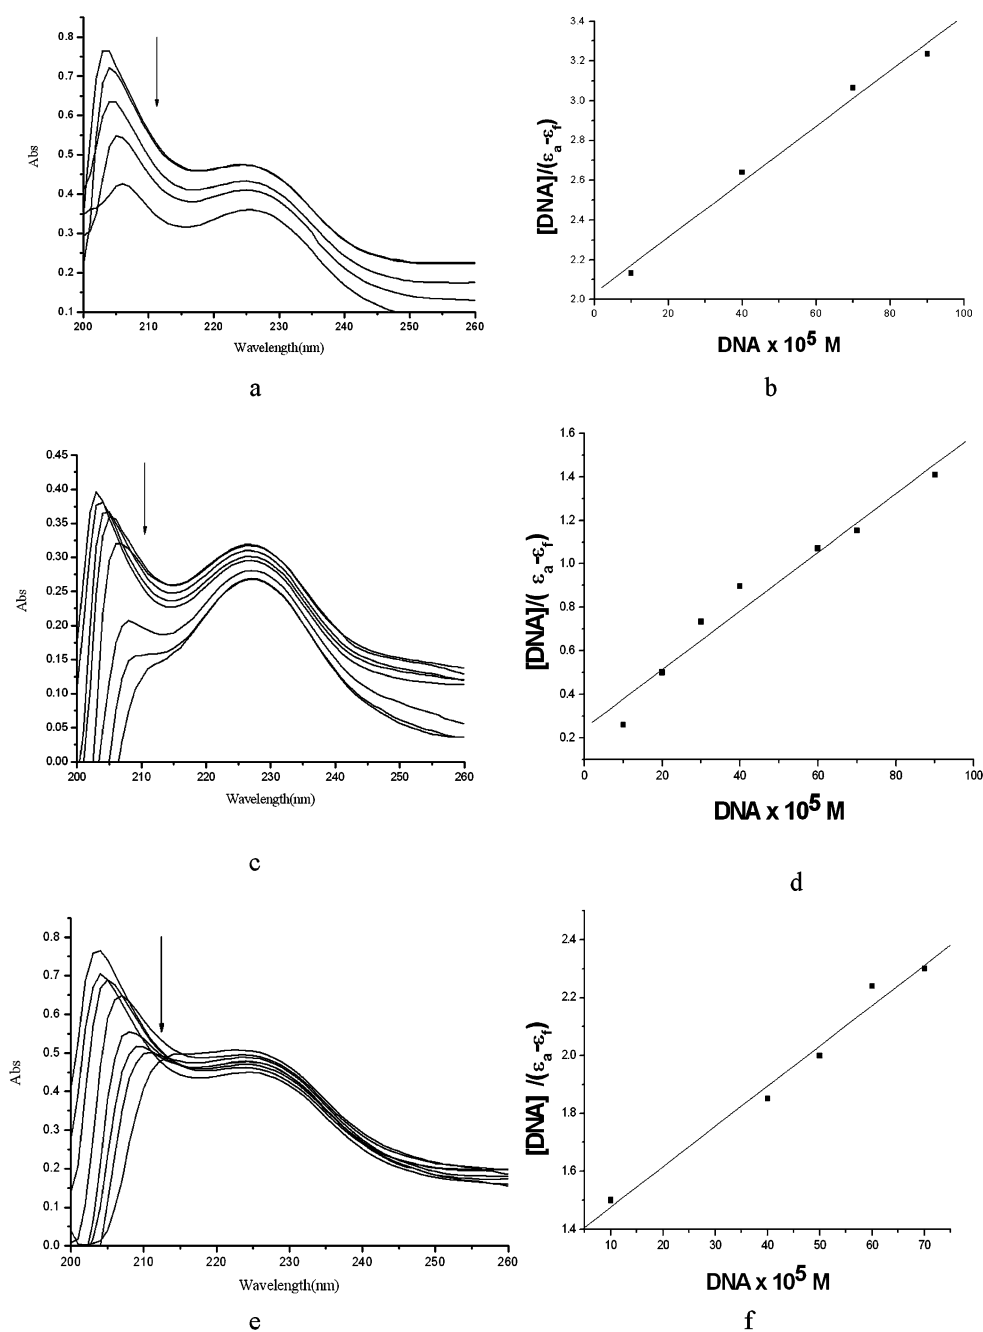 0.8
0.7
0.6
0.5
0.4
0.3
0.2
0.1
Abs
200 210 220 230 240 250 260
Wavelength(nm)
a
3.4
3.2
3.0
2.8
2.6
2.4
2.2
2.0
[DNA]/(εa-εf)
0 20 40 60 80 100
DNA x 10⁵ M
b
0.45
0.40
0.35
0.30
0.25
0.20
0.15
0.10
0.05
0.00
Abs
200 210 220 230 240 250 260
Wavelength(nm)
c
1.6
1.4
1.2
1.0
0.8
0.6
0.4
0.2
[DNA]/( εa-εf)
0 20 40 60 80 100
DNA x 10⁵ M
d
0.8
0.7
0.6
0.5
0.4
0.3
0.2
0.1
0.0
Abs
200 210 220 230 240 250 260
Wavelength(nm)
e
2.4
2.2
2.0
1.8
1.6
1.4
[DNA] /(εa-εf)
10 20 30 40 50 60 70
DNA x 10⁵ M
f